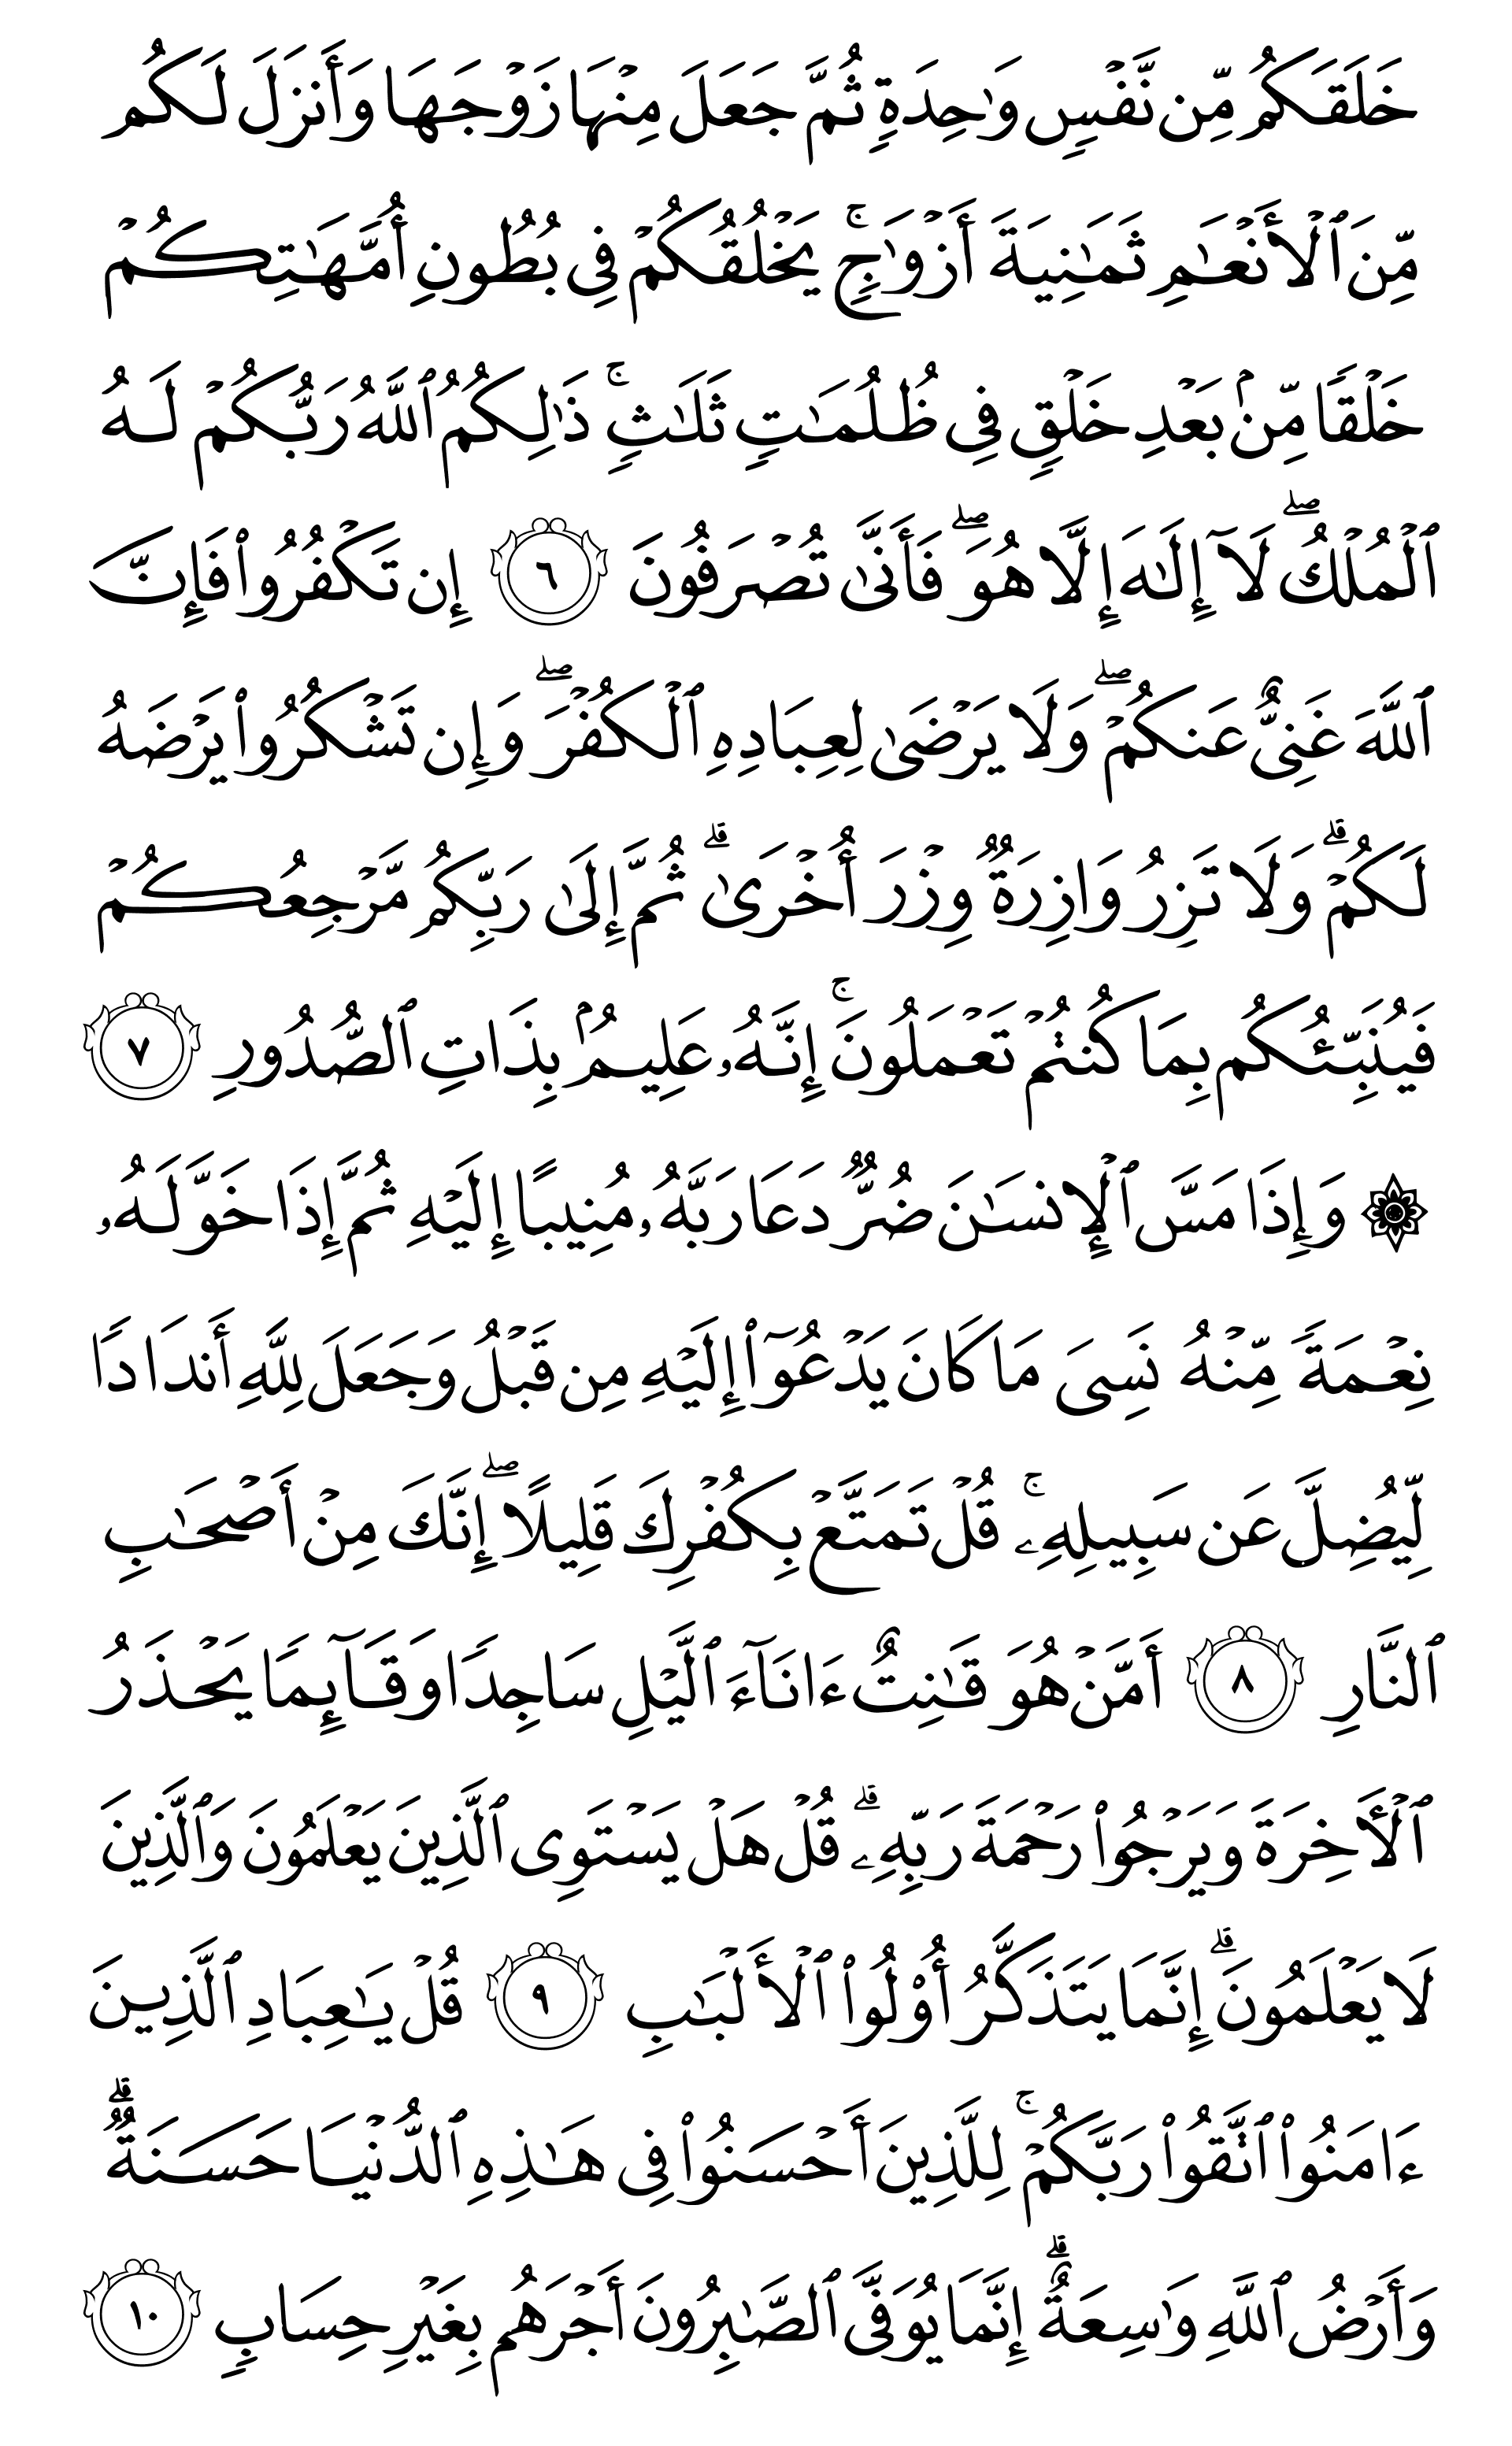 خَلَقَكُم مِّن نَّفۡسٖ وَٰحِدَةٖ ثُمَّ جَعَلَ مِنۡهَا زَوۡجَهَا وَأَنزَلَ لَكُم
مِّنَ ٱلۡأَنۡعَٰمِ ثَمَٰنِيَةَ أَزۡوَٰجٖۚ يَخۡلُقُكُمۡ فِي بُطُونِ أُمَّهَٰتِكُمۡ
خَلۡقٗا مِّنۢ بَعۡدِ خَلۡقٖ فِي ظُلُمَٰتٖ ثَلَٰثٖۚ ذَٰلِكُمُ ٱللَّهُ رَبُّكُمۡ لَهُ
ٱلۡمُلۡكُۖ لَآ إِلَٰهَ إِلَّا هُوَۖ فَأَنَّىٰ تُصۡرَفُونَ ٦ إِن تَكۡفُرُواْ فَإِنَّ
ٱللَّهَ غَنِيٌّ عَنكُمۡۖ وَلَا يَرۡضَىٰ لِعِبَادِهِ ٱلۡكُفۡرَۖ وَإِن تَشۡكُرُواْ يَرۡضَهُ
لَكُمۡۗ وَلَا تَزِرُ وَازِرَةٞ وِزۡرَ أُخۡرَىٰۗ ثُمَّ إِلَىٰ رَبِّكُم مَّرۡجِعُكُمۡ
فَيُنَبِّئُكُم بِمَا كُنتُمۡ تَعۡمَلُونَۚ إِنَّهُۥ عَلِيمُۢ بِذَاتِ ٱلصُّدُورِ ٧
۞ وَإِذَا مَسَّ ٱلۡإِنسَٰنَ ضُرّٞ دَعَا رَبَّهُۥ مُنِيبًا إِلَيۡهِ ثُمَّ إِذَا خَوَّلَهُۥ
نِعۡمَةٗ مِّنۡهُ نَسِيَ مَا كَانَ يَدۡعُوٓاْ إِلَيۡهِ مِن قَبۡلُ وَجَعَلَ لِلَّهِ أَندَادٗا
لِّيُضِلَّ عَن سَبِيلِهِۦۚ قُلۡ تَمَتَّعۡ بِكُفۡرِكَ قَلِيلًا إِنَّكَ مِنۡ أَصۡحَٰبِۖ
ٱلنَّارِ ٨ أَمَّنۡ هُوَ قَٰنِتٌ ءَانَآءَ ٱلَّيۡلِ سَاجِدٗا وَقَآئِمٗا يَحۡذَرُ
ٱلۡأٓخِرَةَ وَيَرۡجُواْ رَحۡمَةَ رَبِّهِۦۗ قُلۡ هَلۡ يَسۡتَوِي ٱلَّذِينَ يَعۡلَمُونَ وَٱلَّذِينَ
لَا يَعۡلَمُونَۗ إِنَّمَا يَتَذَكَّرُ أُوْلُواْ ٱلۡأَلۡبَٰبِ ٩ قُلۡ يَٰعِبَادِ ٱلَّذِينَ
ءَامَنُواْ ٱتَّقُواْ رَبَّكُمۡۚ لِلَّذِينَ أَحۡسَنُواْ فِي هَٰذِهِ ٱلدُّنۡيَا حَسَنَةٞۗ
وَأَرۡضُ ٱللَّهِ وَٰسِعَةٌۗ إِنَّمَا يُوَفَّى ٱلصَّٰبِرُونَ أَجۡرَهُم بِغَيۡرِ حِسَابٖ ١٠